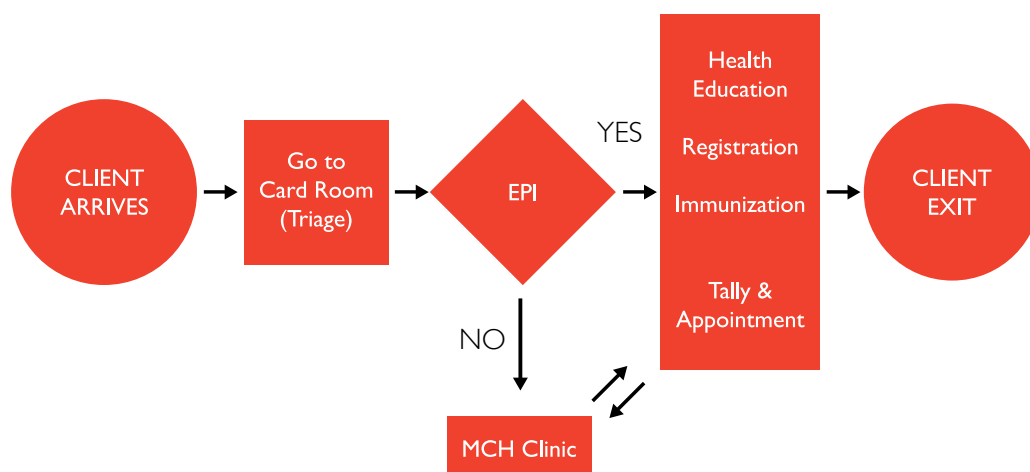 CLIENT
ARRIVES
Go to
Card Room
(Triage)
EPI
YES
NO
Health
Education
Registration
Immunization
Tally &
Appointment
CLIENT
EXIT
MCH Clinic